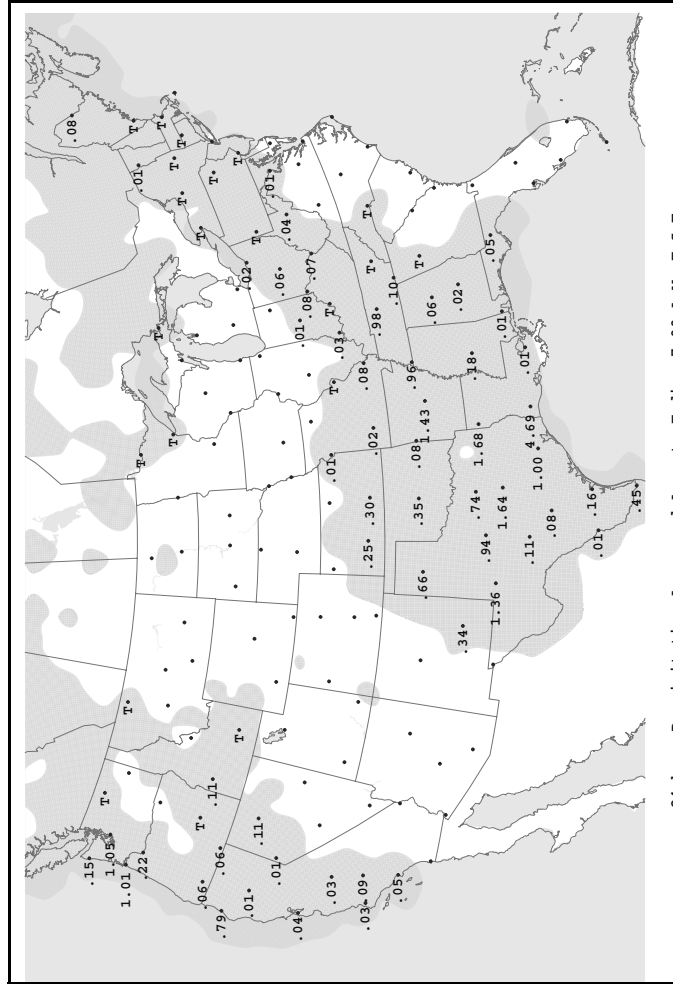 .08
T
T
T
T
T
.01
T
T
T
.01
T
.04
T
T
.02
.06
.07
.05
T
T
.08
.10
T
.06
.02
.01
.98
.01
T
T
.03
.08
.96
.18
.01
T
T
T
.01
.02
.08
1.43
1.68
4.69
1.00
.30
.35
.74
1.64
.08
.16
.45
.25
.94
.11
.01
.66
1.36
.34
T
T
T
.11
T
.11
.15
1.05
1.01
.22
.06
.06
.79
.01
.01
.04
.03
.09
.03
.05